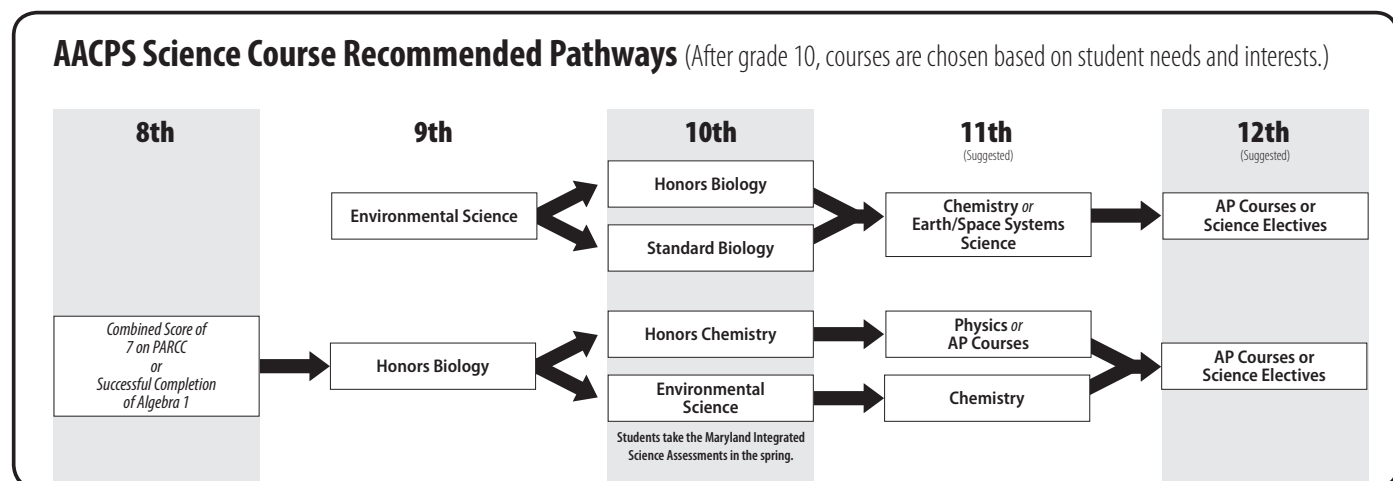 AACPS Science Course Recommended Pathways (After grade 10, courses are chosen based on student needs and interests.)
8th
9th
10th
11th
(Suggested)
12th
(Suggested)
Environmental Science
Honors Biology
Standard Biology
Chemistry or
Earth/Space Systems
Science
AP Courses or
Science Electives
Combined Score of
7 on PARCC
or
Successful Completion
of Algebra 1
Honors Biology
Honors Chemistry
Environmental
Science
Students take the Maryland Integrated
Science Assessments in the spring.
Physics or
AP Courses
Chemistry
AP Courses or
Science Electives